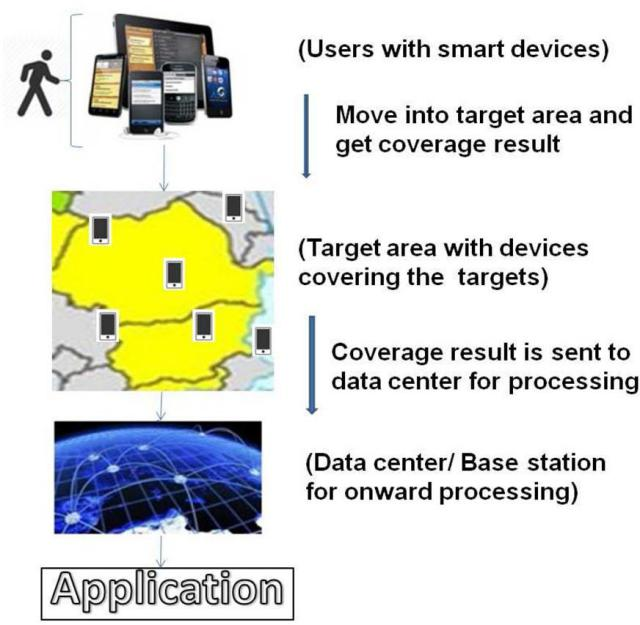 (Users with smart devices)
Move into target area and
get coverage result
(Target area with devices
covering the targets)
Coverage result is sent to
data center for processing
(Data center/ Base station
for onward processing)
Application